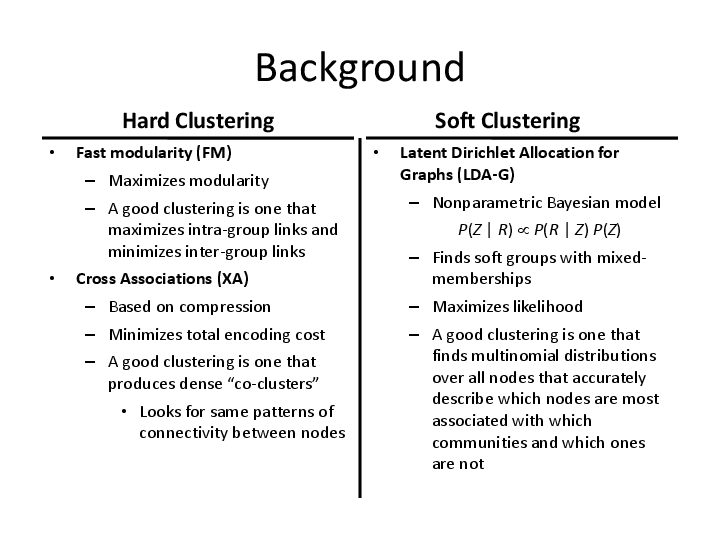 Background
Hard Clustering
• Fast modularity (FM)
– Maximizes modularity
– A good clustering is one that
maximizes intra-group links and
minimizes inter-group links
• Cross Associations (XA)
– Based on compression
– Minimizes total encoding cost
– A good clustering is one that
produces dense “co-clusters”
• Looks for same patterns of
connectivity between nodes
Soft Clustering
• Latent Dirichlet Allocation for
Graphs (LDA-G)
– Nonparametric Bayesian model
P(Z | R) ∝ P(R | Z) P(Z)
– Finds soft groups with mixed-
memberships
– Maximizes likelihood
– A good clustering is one that
finds multinomial distributions
over all nodes that accurately
describe which nodes are most
associated with which
communities and which ones
are not